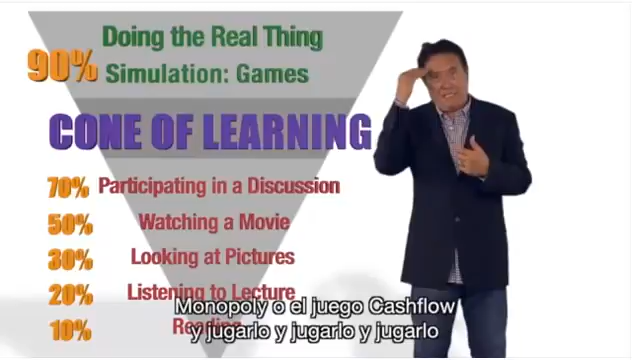 Doing the Real Thing
90% Simulation: Games
CONE OF LEARNING
70% Participating in a Discussion
50% Watching a Movie
30% Looking at Pictures
20% Listening to Lecture
10% Reading
Monopoly o el juego Cashflow
y jugarlo y jugarlo y jugarlo